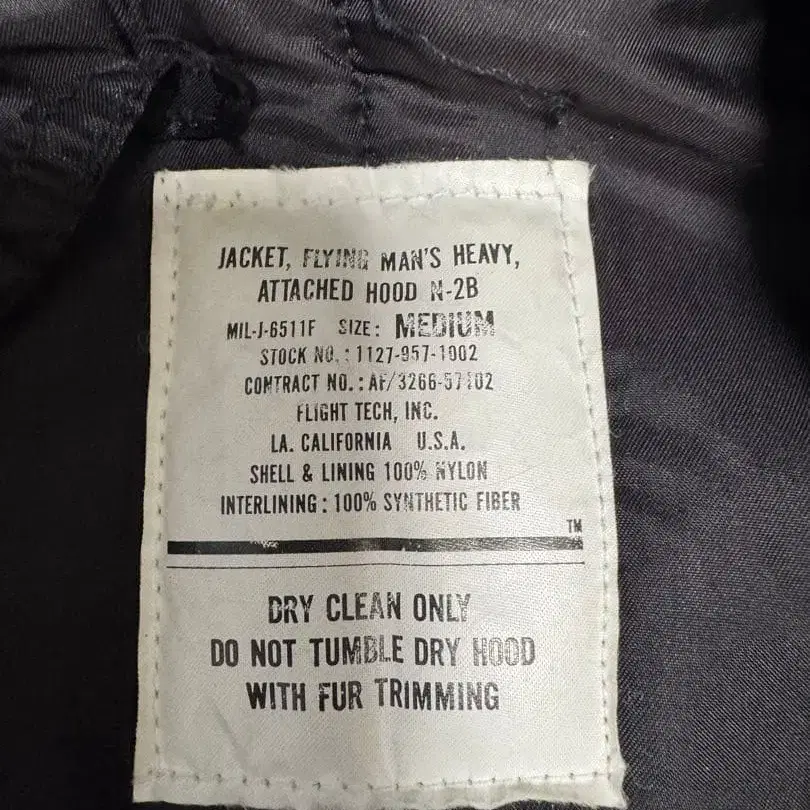 JACKET, FLYING MAN'S HEAVY,
ATTACHED HOOD N-2B
MIL-J-6511F SIZE: MEDIUM
STOCK NO.:1127-957-1002
CONTRACT NO.:AF/3266-57102
FLIGHT TECH, INC.
LA. CALIFORNIA U.S.A.
SHELL & LINING 100% NYLON
INTERLINING: 100% SYNTHETIC FIBER
TM
DRY CLEAN ONLY
DO NOT TUMBLE DRY HOOD
WITH FUR TRIMMING